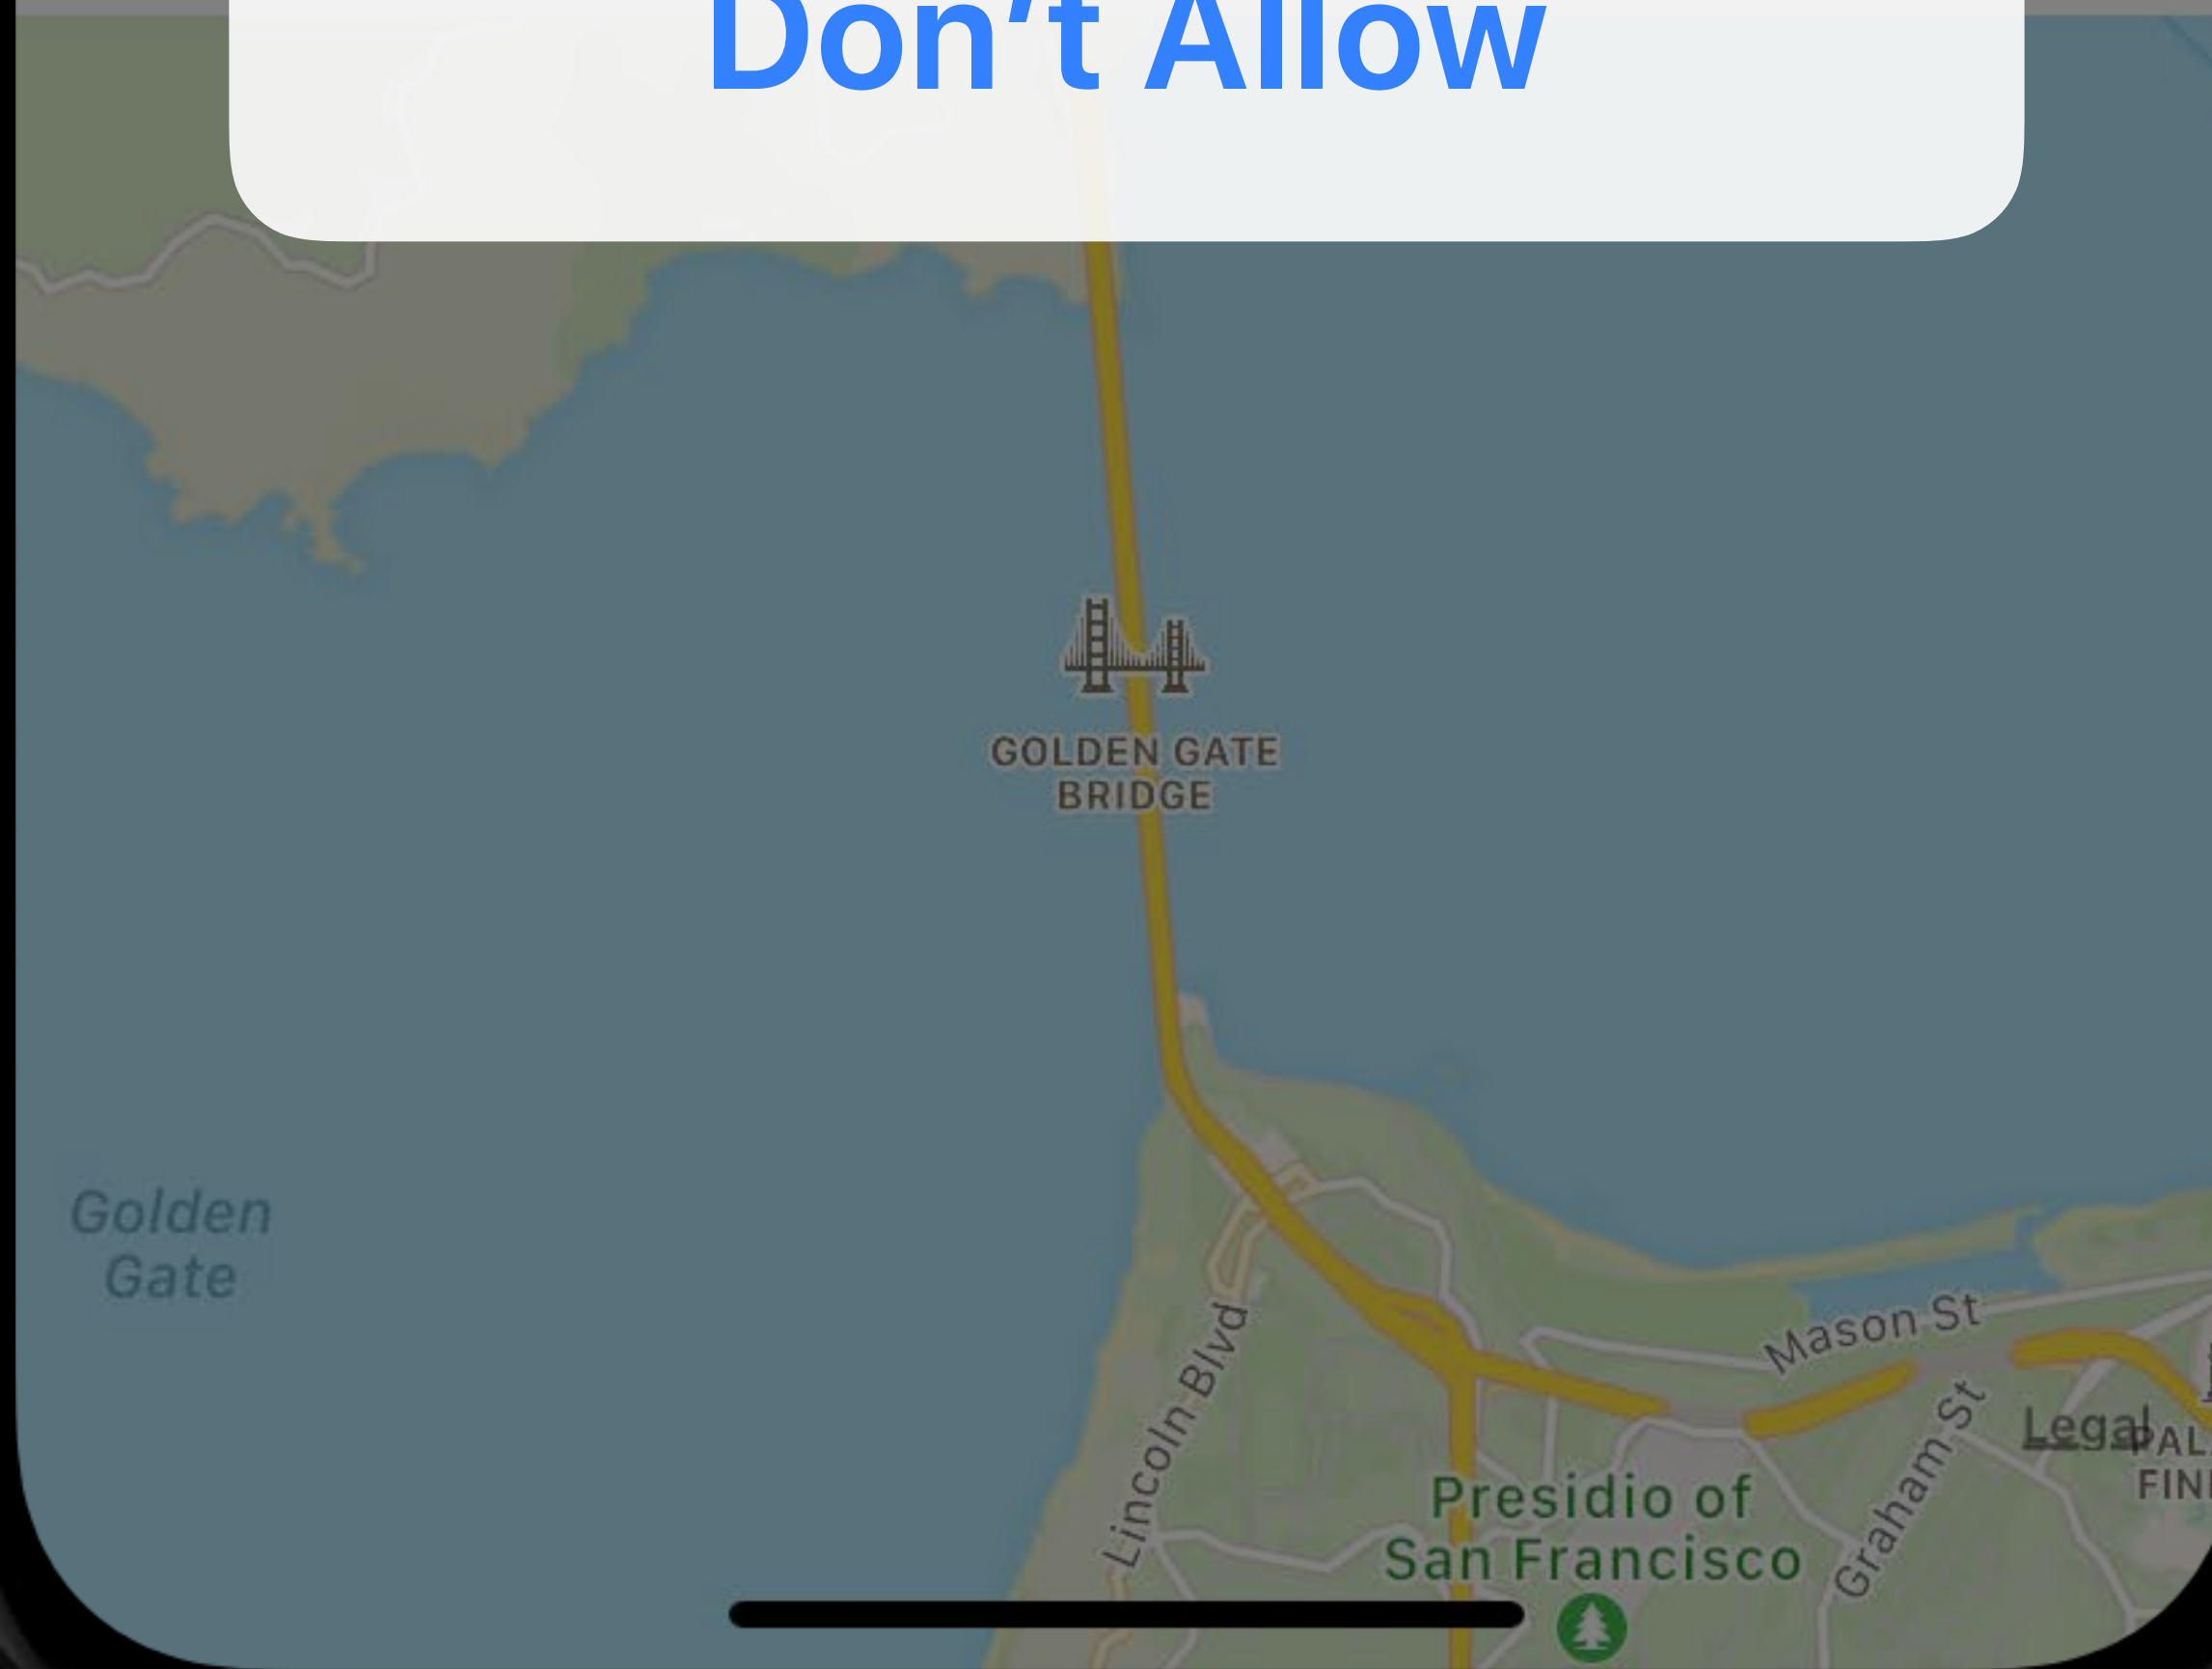 Don't Allow
GOLDEN GATE
BRIDGE
Golden
Gate
Mason St
Lincoln Blvd
Graham St
Legal
Presidio of
San Francisco